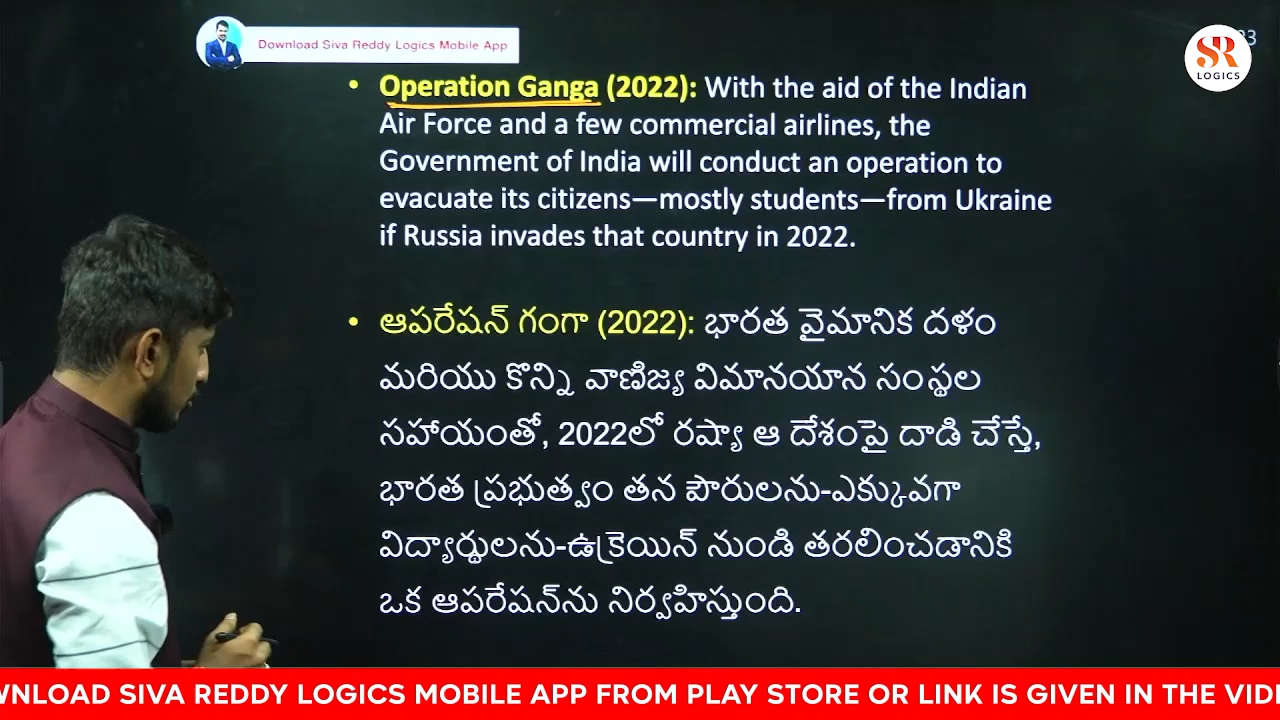 Download Siva Reddy Logics Mobile App
SR
LOGICS
• Operation Ganga (2022): With the aid of the Indian
Air Force and a few commercial airlines, the
Government of India will conduct an operation to
evacuate its citizens—mostly students—from Ukraine
if Russia invades that country in 2022.
• ఆపరేషన్ గంగా (2022): భారత వైమానిక దళం
మరియు కొన్ని వాణిజ్య విమానయాన సంస్థల
సహాయంతో, 2022లో రష్యా ఆ దేశంపై దాడి చేస్తే,
భారత ప్రభుత్వం తన పౌరులను-ఎక్కువగా
విద్యార్థులను-ఉక్రెయిన్ నుండి తరలించడానికి
ఒక ఆపరేషన్‌ను నిర్వహిస్తుంది.
WNLOAD SIVA REDDY LOGICS MOBILE APP FROM PLAY STORE OR LINK IS GIVEN IN THE VID